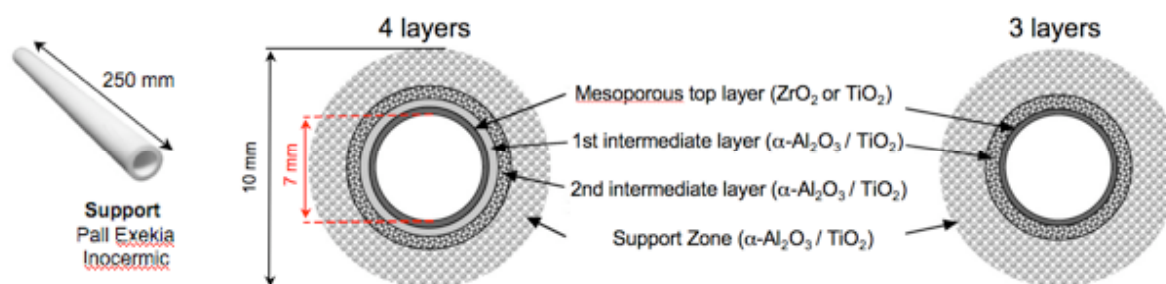 4 layers
3 layers
250 mm
10 mm
7 mm
Mesoporous top layer (ZrO₂ or TiO₂)
1st intermediate layer (α-Al₂O₃ / TiO₂)
2nd intermediate layer (α-Al₂O₃ / TiO₂)
Support Zone (α-Al₂O₃ / TiO₂)
Support
Pall Exekia
Inocermic